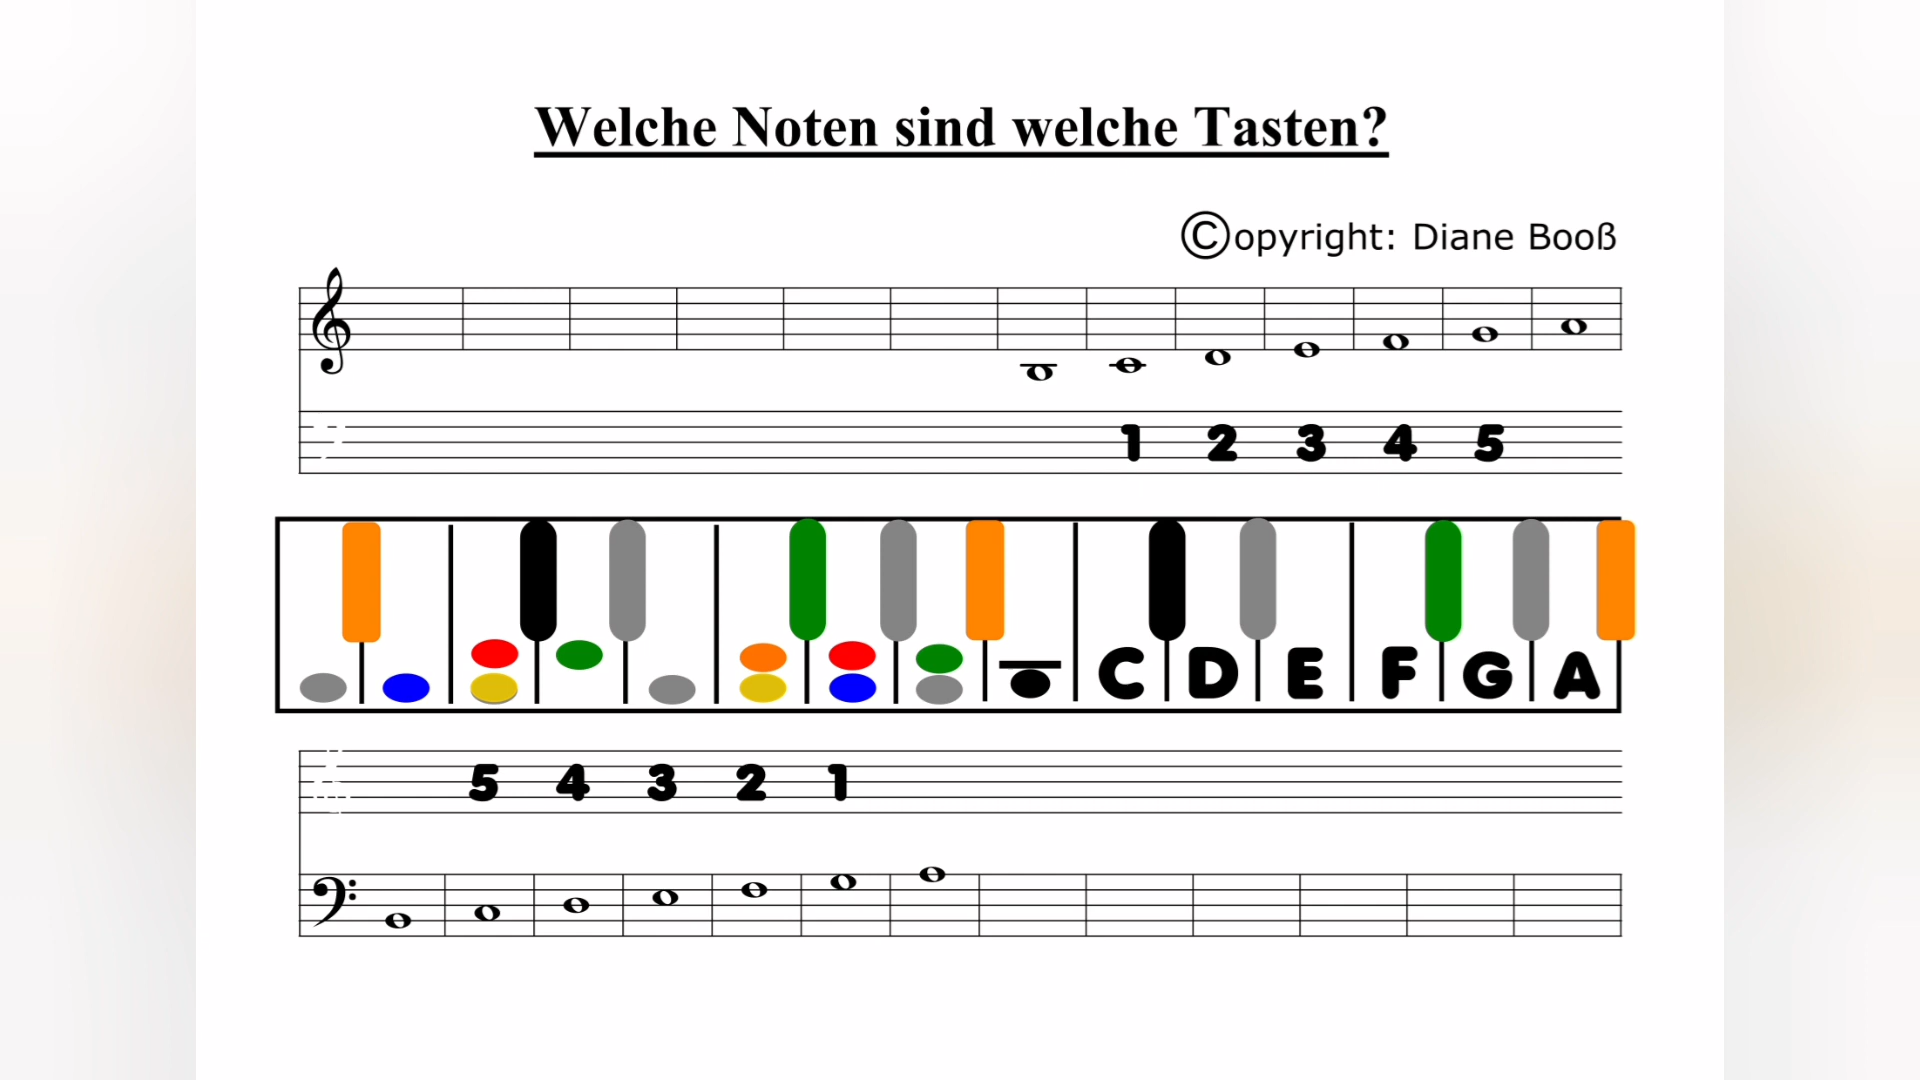 Welche Noten sind welche Tasten?
©opyright: Diane Booß
1 2 3 4 5
C D E F G A
5 4 3 2 1